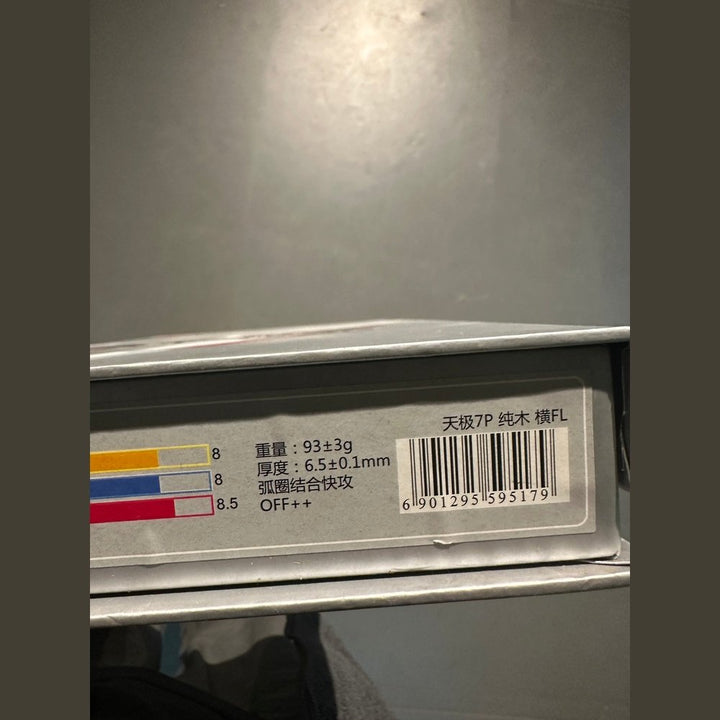 天极7P 纯木 横FL
8
8
8.5
重量：93±3g
厚度：6.5±0.1mm
弧圈结合快攻
OFF++
6 901295 595179